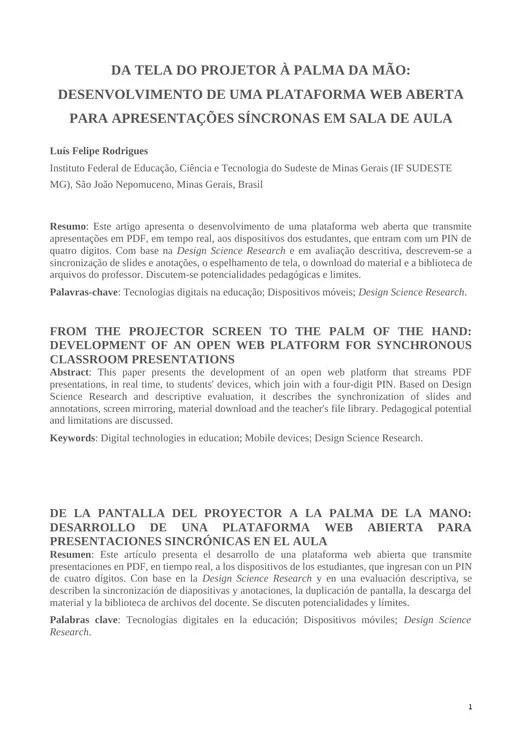 DA TELA DO PROJETOR À PALMA DA MÃO:
DESENVOLVIMENTO DE UMA PLATAFORMA WEB ABERTA
PARA APRESENTAÇÕES SÍNCRONAS EM SALA DE AULA
Luís Felipe Rodrigues
Instituto Federal de Educação, Ciência e Tecnologia do Sudeste de Minas Gerais (IF SUDESTE
MG), São João Nepomuceno, Minas Gerais, Brasil
Resumo: Este artigo apresenta o desenvolvimento de uma plataforma web aberta que transmite
apresentações em PDF, em tempo real, aos dispositivos dos estudantes, que entram com um PIN de
quatro dígitos. Com base na Design Science Research e em avaliação descritiva, descrevem-se a
sincronização de slides e anotações, o espelhamento de tela, o download do material e a biblioteca de
arquivos do professor. Discutem-se potencialidades pedagógicas e limites.
Palavras-chave: Tecnologias digitais na educação; Dispositivos móveis; Design Science Research.
FROM THE PROJECTOR SCREEN TO THE PALM OF THE HAND:
DEVELOPMENT OF AN OPEN WEB PLATFORM FOR SYNCHRONOUS
CLASSROOM PRESENTATIONS
Abstract: This paper presents the development of an open web platform that streams PDF
presentations, in real time, to students' devices, which join with a four-digit PIN. Based on Design
Science Research and descriptive evaluation, it describes the synchronization of slides and
annotations, screen mirroring, material download and the teacher's file library. Pedagogical potential
and limitations are discussed.
Keywords: Digital technologies in education; Mobile devices; Design Science Research.
DE LA PANTALLA DEL PROYECTOR A LA PALMA DE LA MANO:
DESARROLLO DE UNA PLATAFORMA WEB ABIERTA PARA
PRESENTACIONES SINCRÓNICAS EN EL AULA
Resumen: Este artículo presenta el desarrollo de una plataforma web abierta que transmite
presentaciones en PDF, en tiempo real, a los dispositivos de los estudiantes, que ingresan con un PIN
de cuatro dígitos. Con base en la Design Science Research y en una evaluación descriptiva, se
describen la sincronización de diapositivas y anotaciones, la duplicación de pantalla, la descarga del
material y la biblioteca de archivos del docente. Se discuten potencialidades y límites.
Palabras clave: Tecnologías digitales en la educación; Dispositivos móviles; Design Science
Research.
1